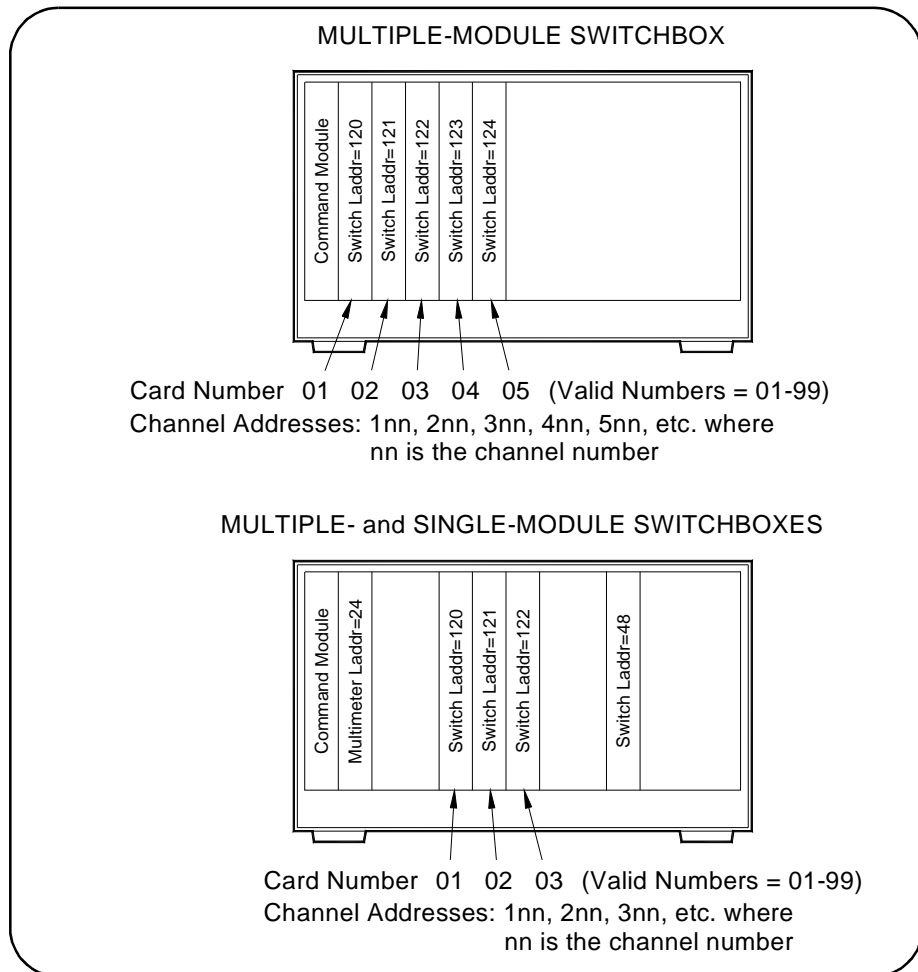 MULTIPLE-MODULE SWITCHBOX
Command Module
Switch Laddr=120
Switch Laddr=121
Switch Laddr=122
Switch Laddr=123
Switch Laddr=124
Card Number 01 02 03 04 05 (Valid Numbers = 01-99)
Channel Addresses: 1nn, 2nn, 3nn, 4nn, 5nn, etc. where
nn is the channel number
MULTIPLE- and SINGLE-MODULE SWITCHBOXES
Command Module
Multimeter Laddr=24
Switch Laddr=120
Switch Laddr=121
Switch Laddr=122
Switch Laddr=48
Card Number 01 02 03 (Valid Numbers = 01-99)
Channel Addresses: 1nn, 2nn, 3nn, etc. where
nn is the channel number